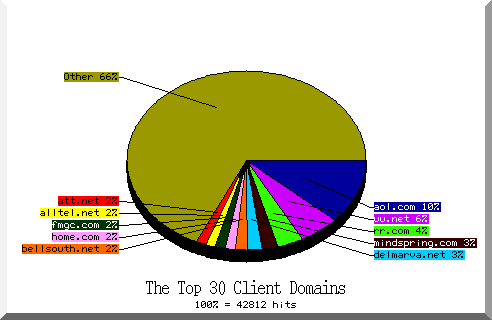 Other 66%
att.net 2%
alltel.net 2%
fmgc.com 2%
home.com 2%
bellsouth.net 2%
aol.com 10%
uu.net 6%
rr.com 4%
mindspring.com 3%
delmarva.net 3%
The Top 30 Client Domains
100% = 42812 hits